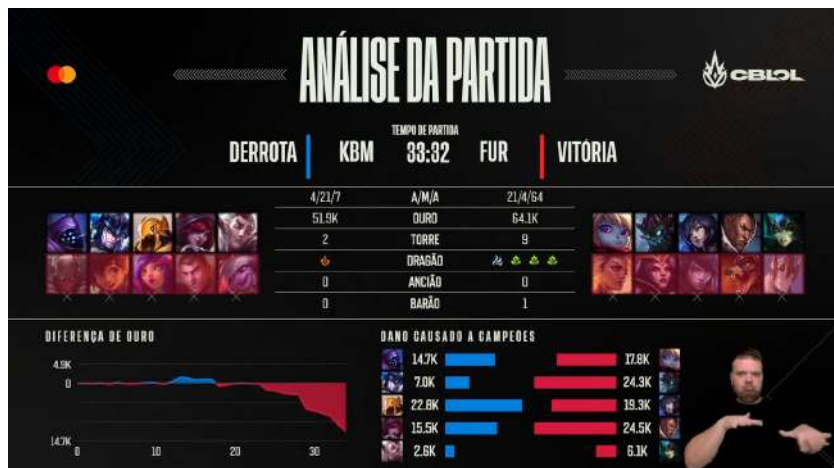 ANÁLISE DA PARTIDA
CBLOL
TEMPO DE PARTIDA
DERROTA KBM 33:32 FUR VITÓRIA
4/21/7 A/M/A 21/4/64
51.9K OURO 64.1K
2 TORRE 9
DRAGÃO
0 ANCIÃO 0
0 BARÃO 1
DIFERENÇA DE OURO
4.9K
0
14.7K
0 10 20 30
DANO CAUSADO A CAMPEÕES
14.7K 17.8K
7.0K 24.3K
22.8K 19.3K
15.5K 24.5K
2.6K 6.1K